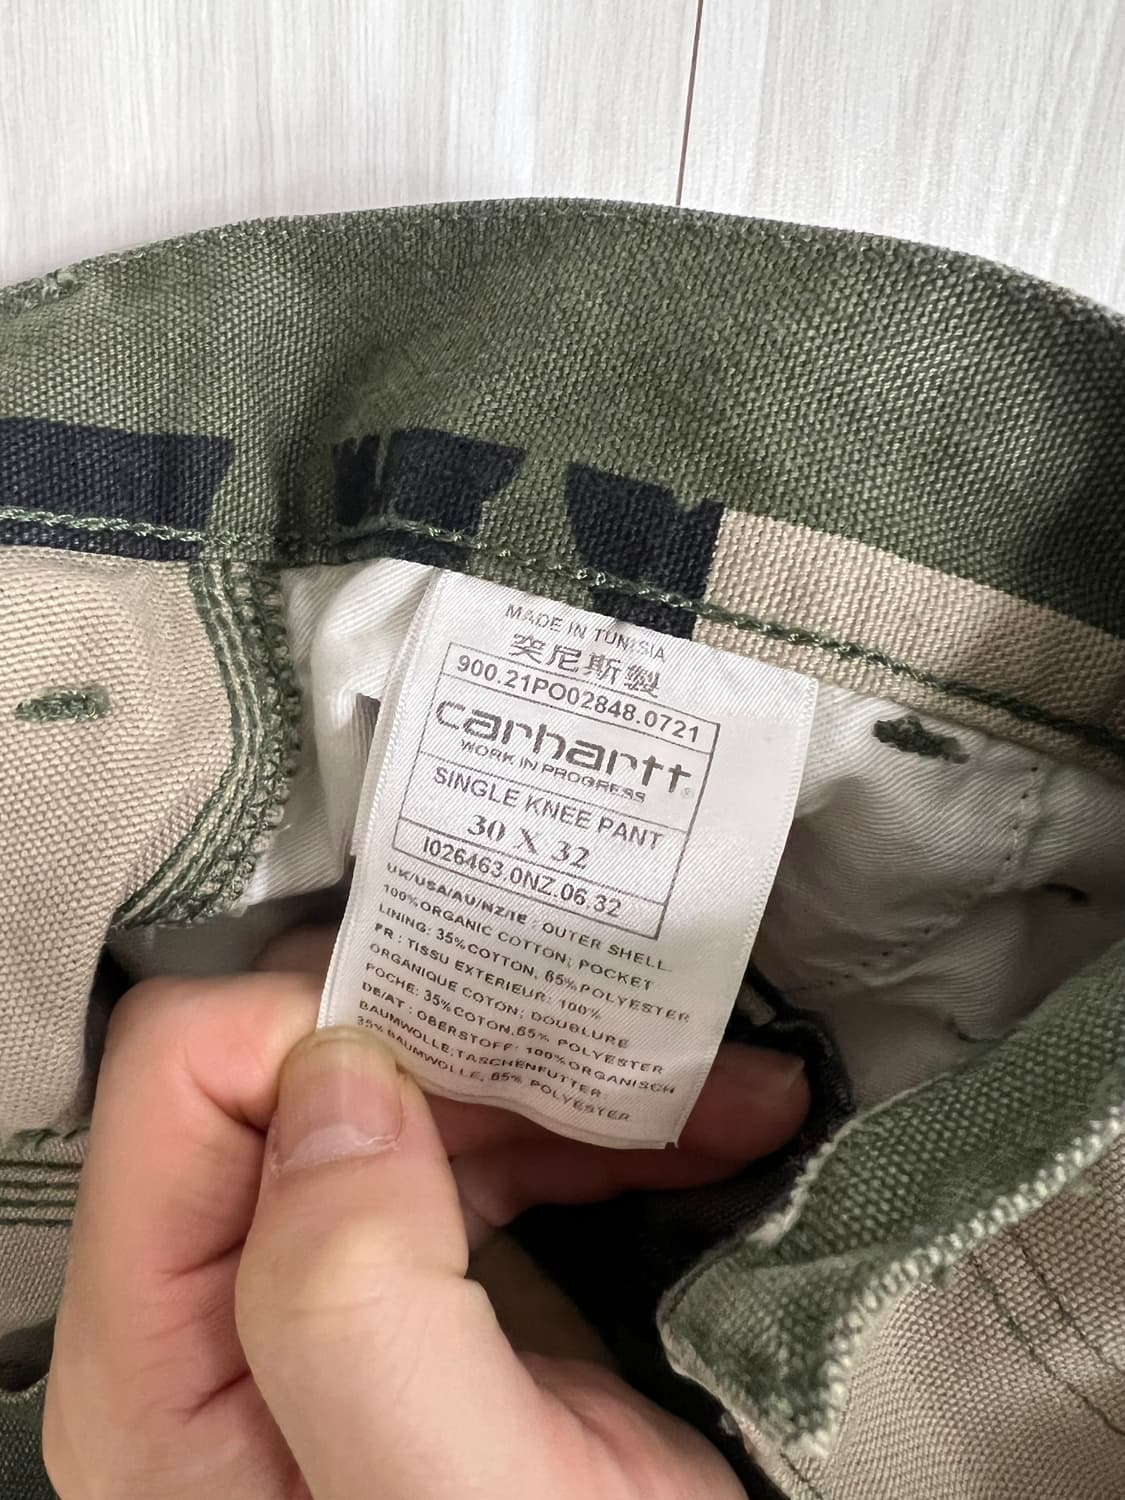 MADE IN TUNISIA
突尼斯製
900.21PO02848.0721
carhartt®
WORK IN PROGRESS
SINGLE KNEE PANT
30 X 32
I026463.0NZ.06.32
UK/USA/AU/NZ/IE : OUTER SHELL.
100%ORGANIC COTTON; POCKET
LINING: 35%COTTON, 65%POLYESTER
FR : TISSU EXTERIEUR: 100%
ORGANIQUE COTON; DOUBLURE
POCHE: 35%COTON,65% POLYESTER
DE/AT : OBERSTOFF: 100%ORGANISCH
BAUMWOLLE;TASCHENFUTTER:
35%BAUMWOLLE, 65% POLYESTER